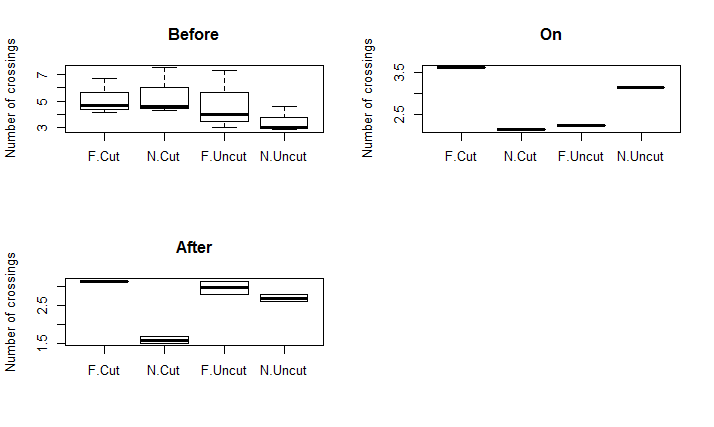 Before
Number of crossings
7
5
3
F.Cut N.Cut F.Uncut N.Uncut
On
Number of crossings
3.5
2.5
F.Cut N.Cut F.Uncut N.Uncut
After
Number of crossings
2.5
1.5
F.Cut N.Cut F.Uncut N.Uncut